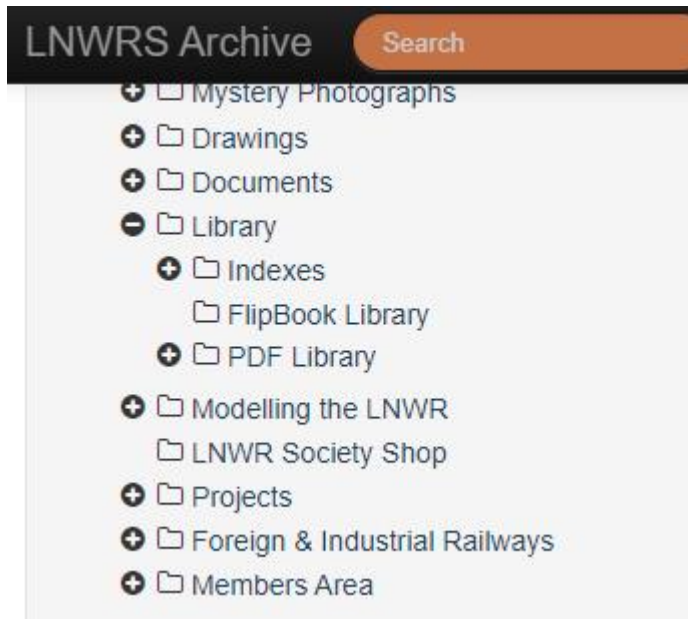 LNWRS Archive Search
Mystery Photographs
Drawings
Documents
Library
Indexes
FlipBook Library
PDF Library
Modelling the LNWR
LNWR Society Shop
Projects
Foreign & Industrial Railways
Members Area